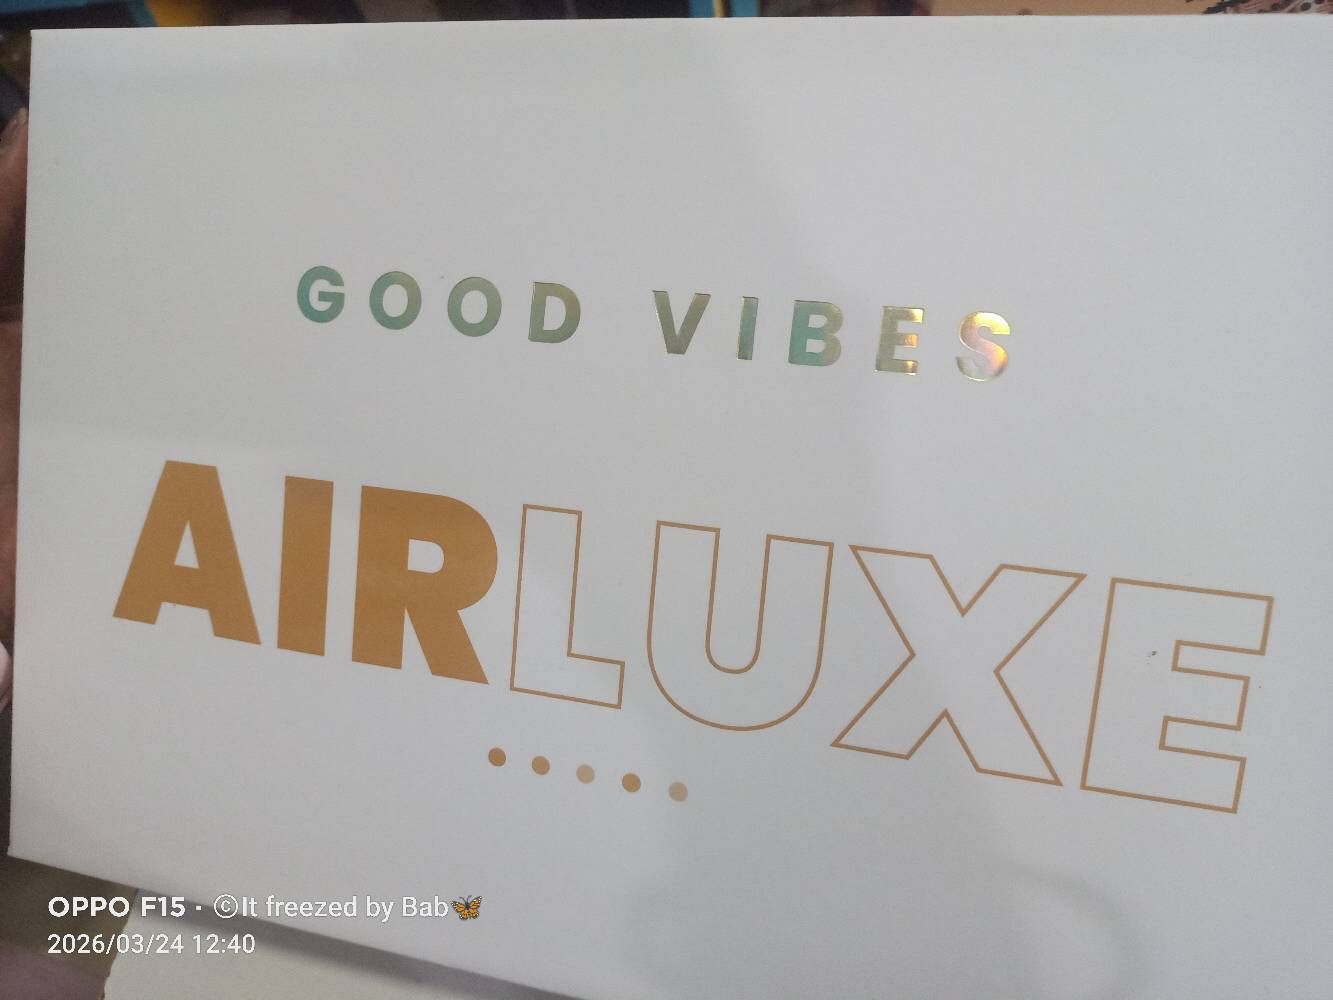 GOOD VIBES
AIRLUXE
OPPO F15 · ©It freezed by Bab🦋
2026/03/24 12:40